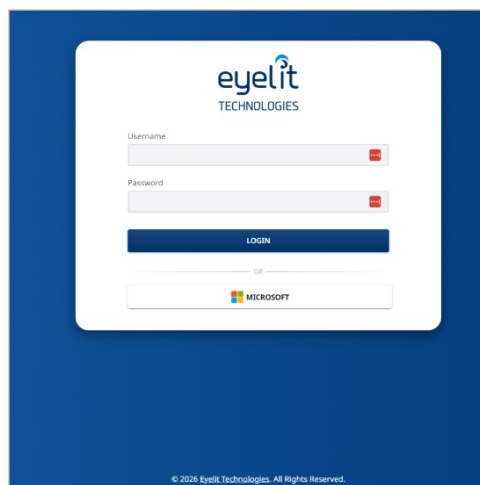 eyelit
TECHNOLOGIES
Username
Password
LOGIN
OR
MICROSOFT
© 2026 Eyelit Technologies. All Rights Reserved.